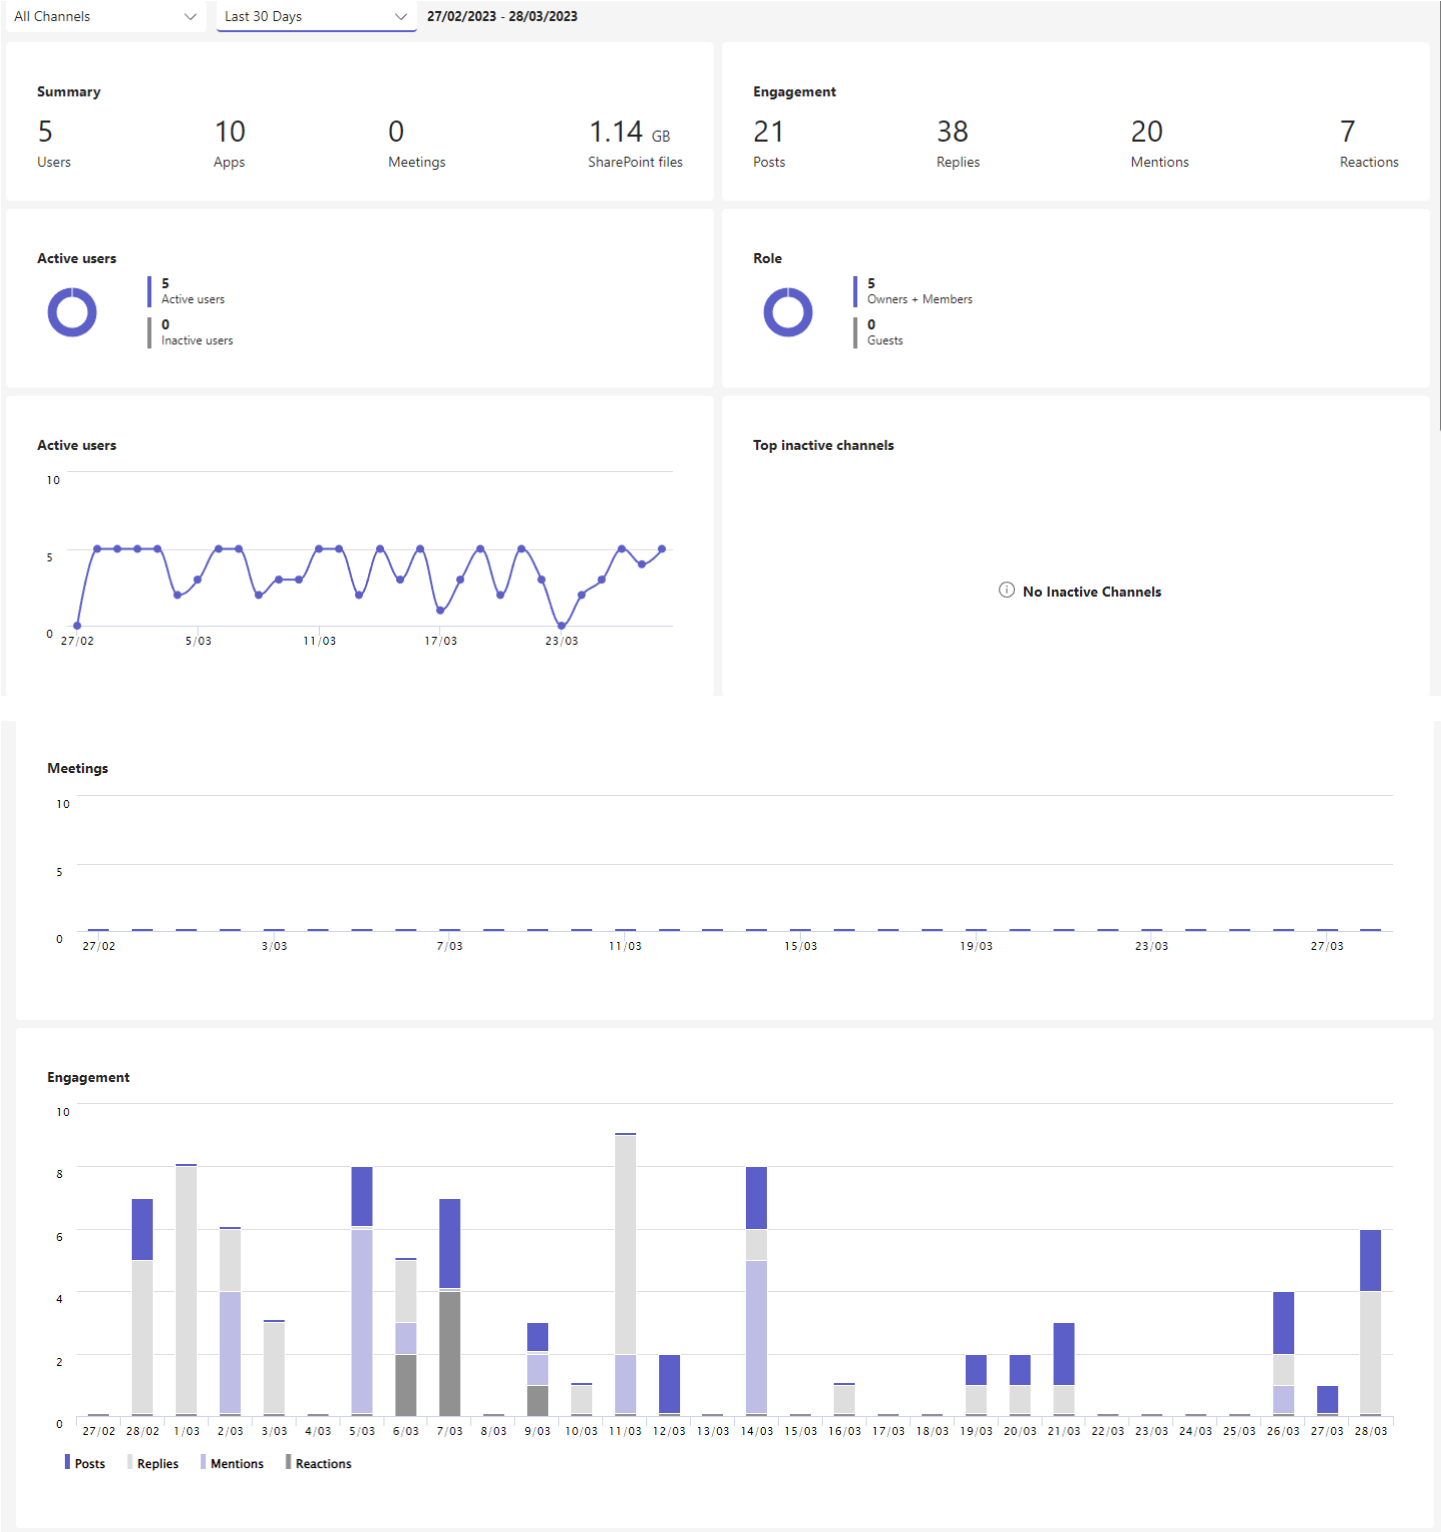 All Channels
Last 30 Days
27/02/2023 - 28/03/2023
Summary
5
10
0
1.14 GB
Users
Apps
Meetings
SharePoint files
Engagement
21
38
20
7
Posts
Replies
Mentions
Reactions
Active users
5
Active users
0
Inactive users
Role
5
Owners + Members
0
Guests
Active users
10
5
0
27/02 5/03 11/03 17/03 23/03
Top inactive channels
No Inactive Channels
Meetings
10
5
0
27/02 3/03 7/03 11/03 15/03 19/03 23/03 27/03
Engagement
10
8
6
4
2
0
27/02 28/02 1/03 2/03 3/03 4/03 5/03 6/03 7/03 8/03 9/03 10/03 11/03 12/03 13/03 14/03 15/03 16/03 17/03 18/03 19/03 20/03 21/03 22/03 23/03 24/03 25/03 26/03 27/03 28/03
Posts Replies Mentions Reactions